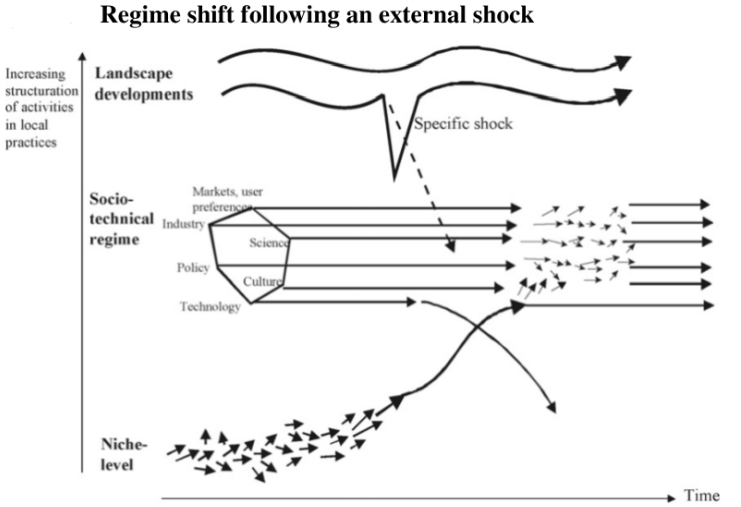 Regime shift following an external shock
Increasing
structuration
of activities
in local
practices
Landscape
developments
Specific shock
Socio-
technical
regime
Markets, user
preferences
Industry
Science
Policy
Culture
Technology
Niche-
level
Time